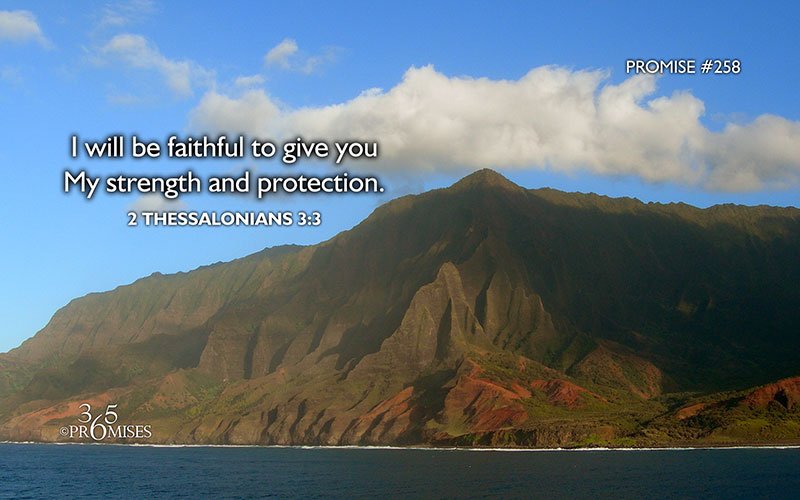 PROMISE #258
I will be faithful to give you
My strength and protection.
2 THESSALONIANS 3:3
365
©PROMISES